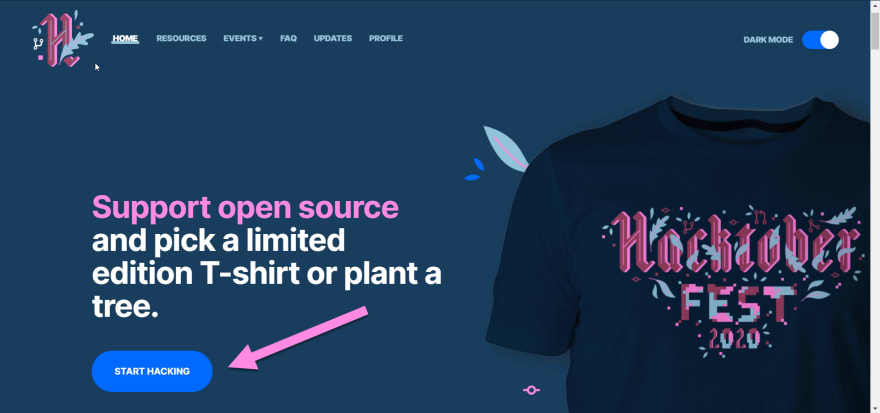 H
HOME RESOURCES EVENTS FAQ UPDATES PROFILE DARK MODE
Support open source
and pick a limited
edition T-shirt or plant a
tree.
START HACKING
Hacktober
FEST
2020